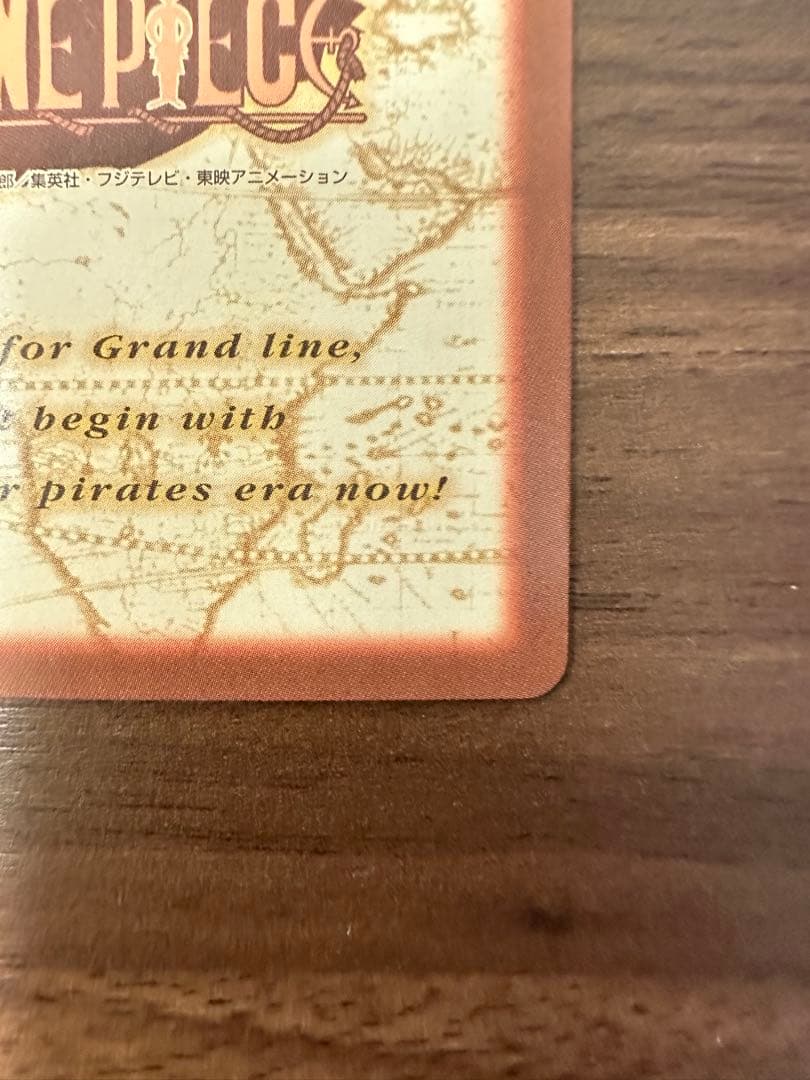 NE PIECE
郎／集英社・フジテレビ・東映アニメーション
for Grand line,
begin with
pirates era now!